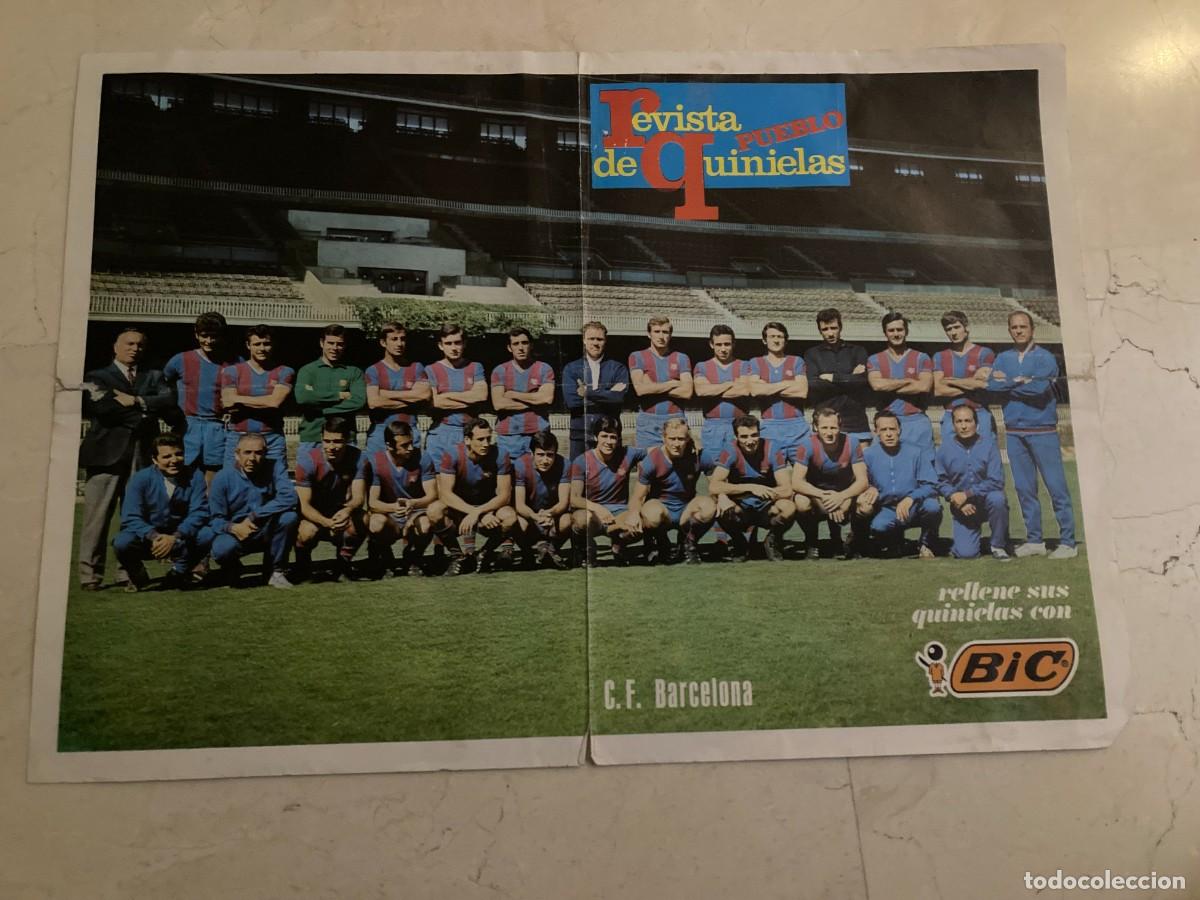 revista
PUEBLO
de quinielas
rellene sus
quinielas con
BiC®
C.F. Barcelona
todocoleccion